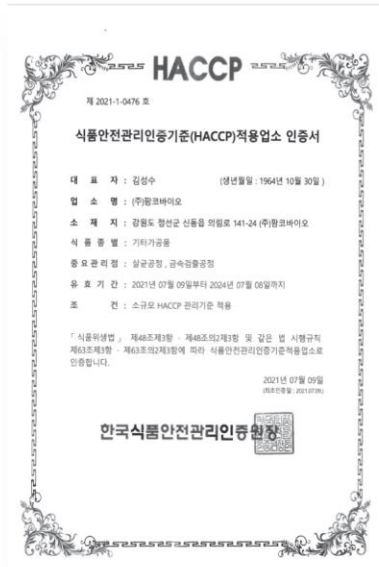 HACCP
제 2021-1-0476 호
식품안전관리인증기준(HACCP)적용업소 인증서
대 표 자 : 김성수 (생년월일 : 1964년 10월 30일)
업 소 명 : (주)팜코바이오
소 재 지 : 강원도 정선군 신동읍 의림로 141-24 (주)팜코바이오
식 품 종 별 : 기타가공품
중요관리점 : 살균공정, 금속검출공정
유 효 기 간 : 2021년 07월 09일부터 2024년 07월 08일까지
조 건 : 소규모 HACCP 관리기준 적용
「식품위생법」 제48조제3항ㆍ제48조의2제3항 및 같은 법 시행규칙
제63조제3항ㆍ제63조의2제3항에 따라 식품안전관리인증기준적용업소로
인증합니다.
2021년 07월 09일
(최초인증일 : 2021.07.09)
한국식품안전관리인증원장